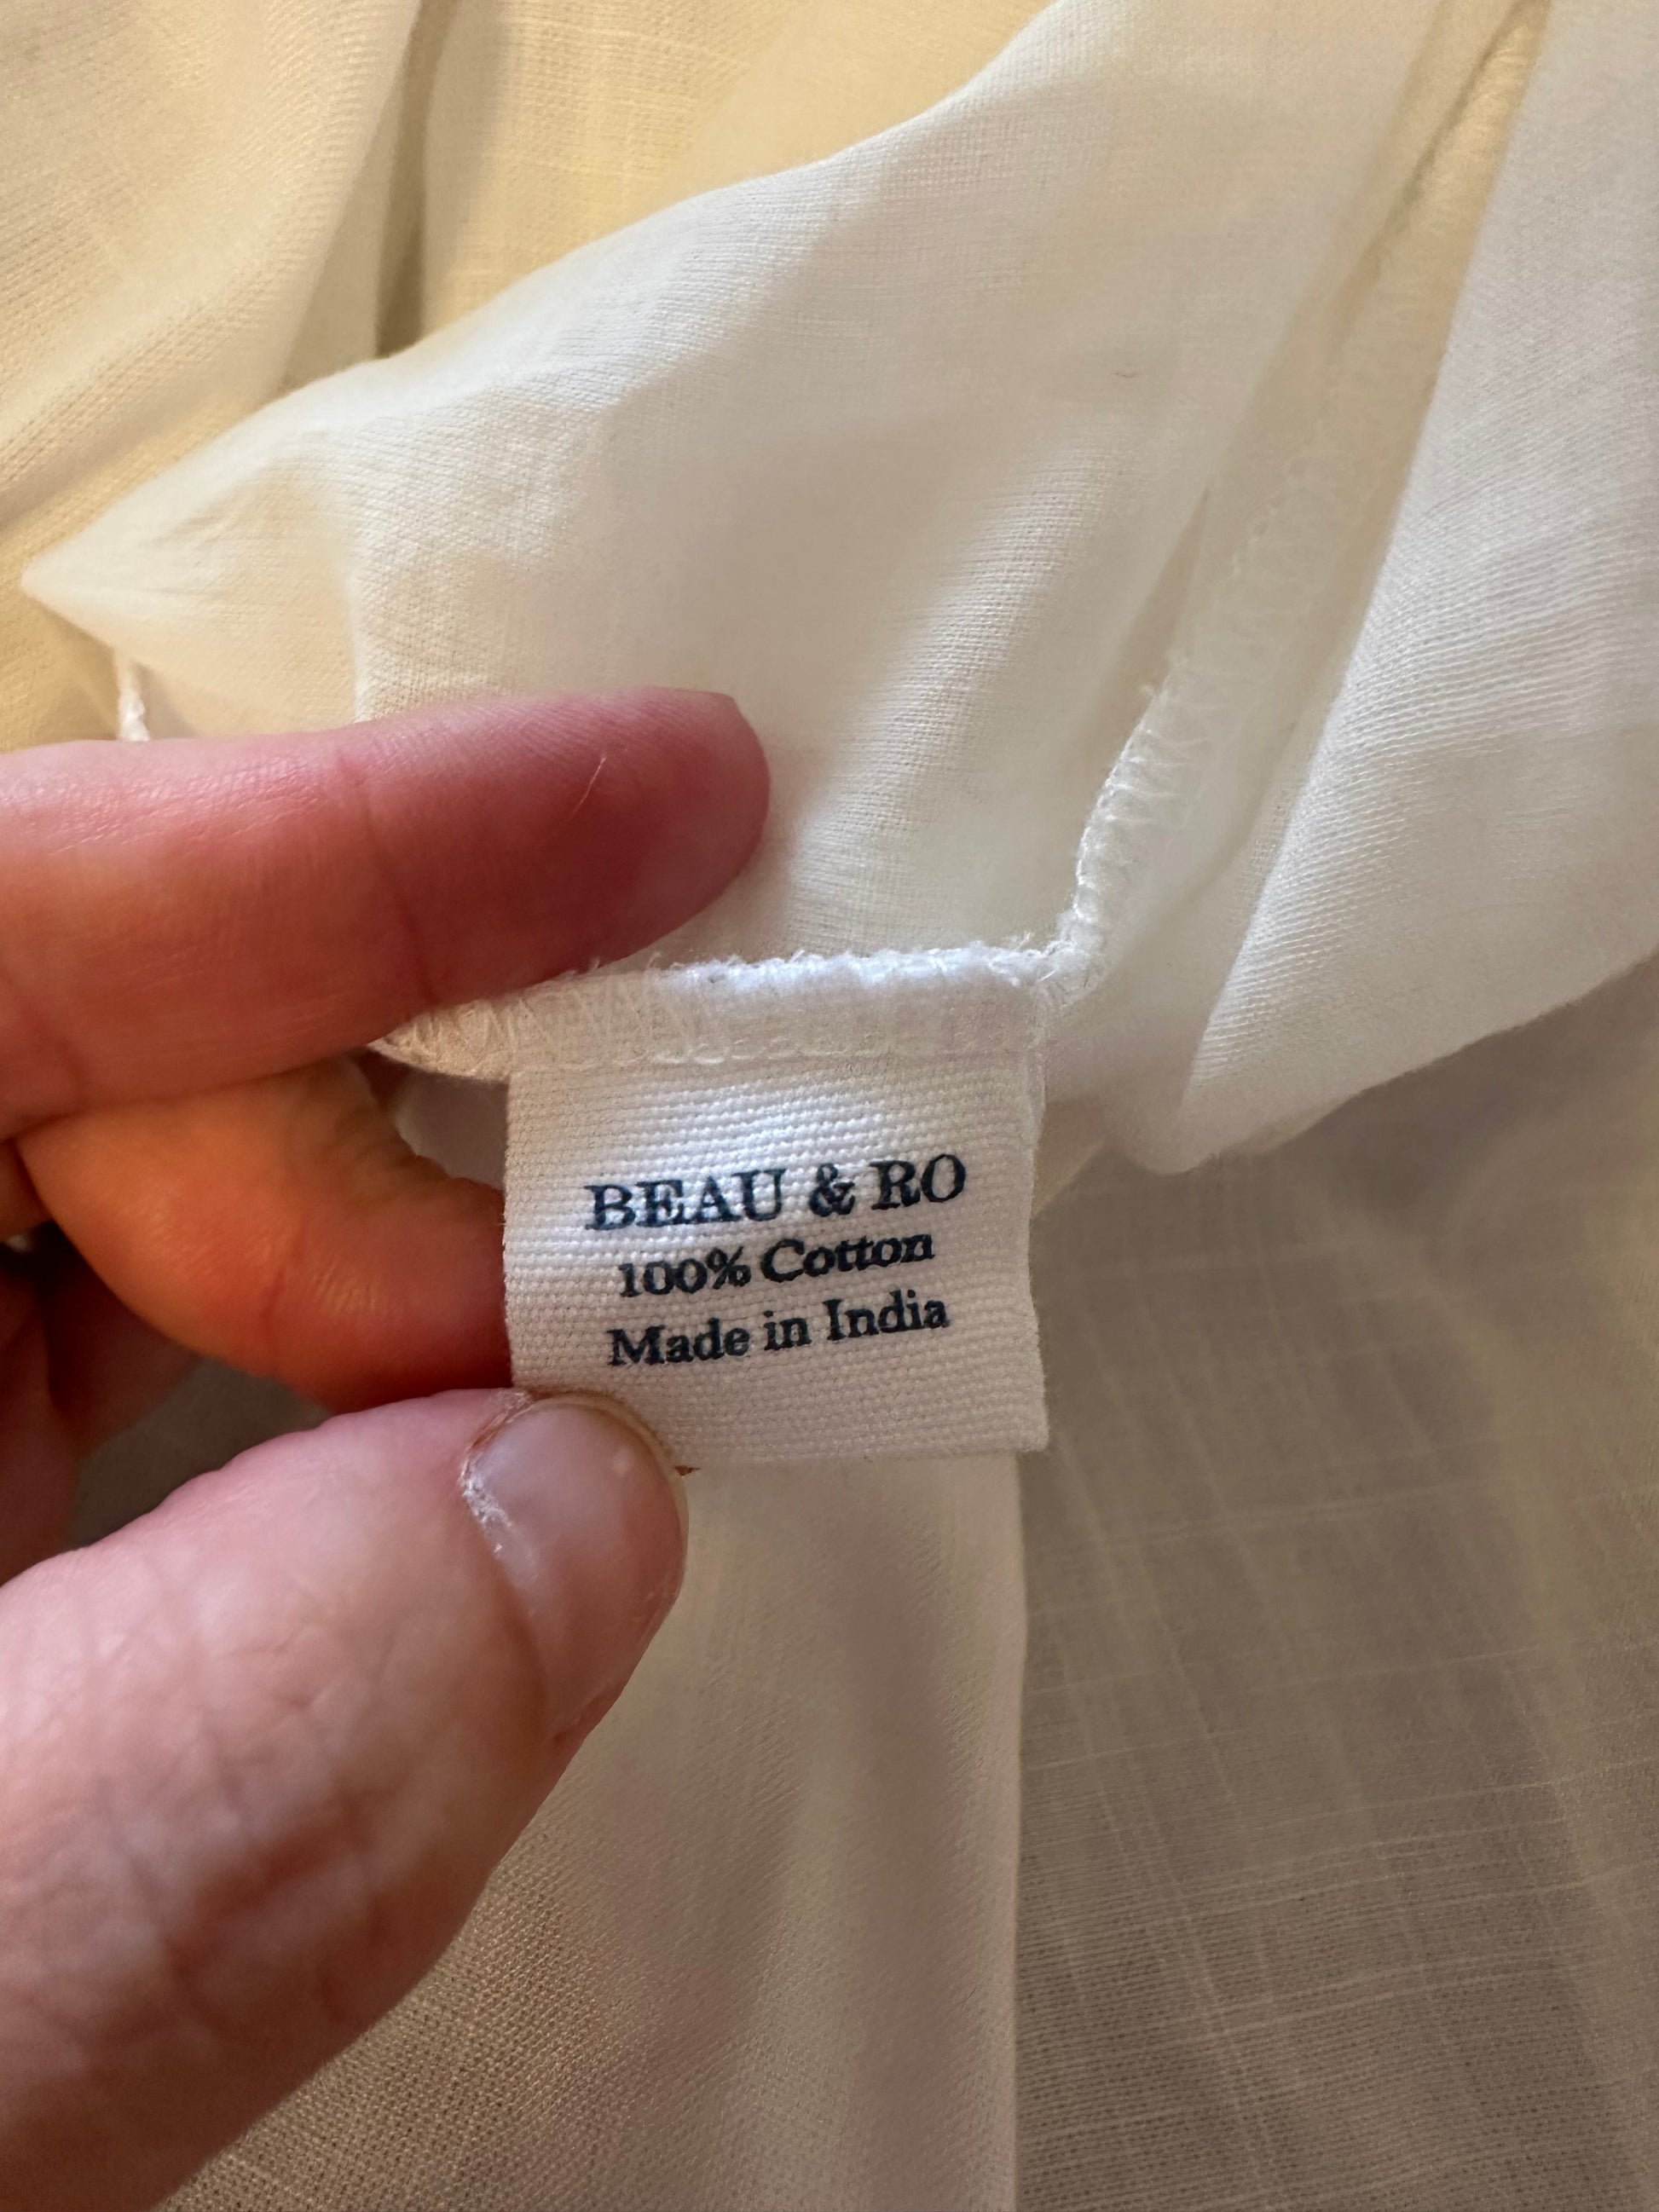 BEAU & RO
100% Cotton
Made in India